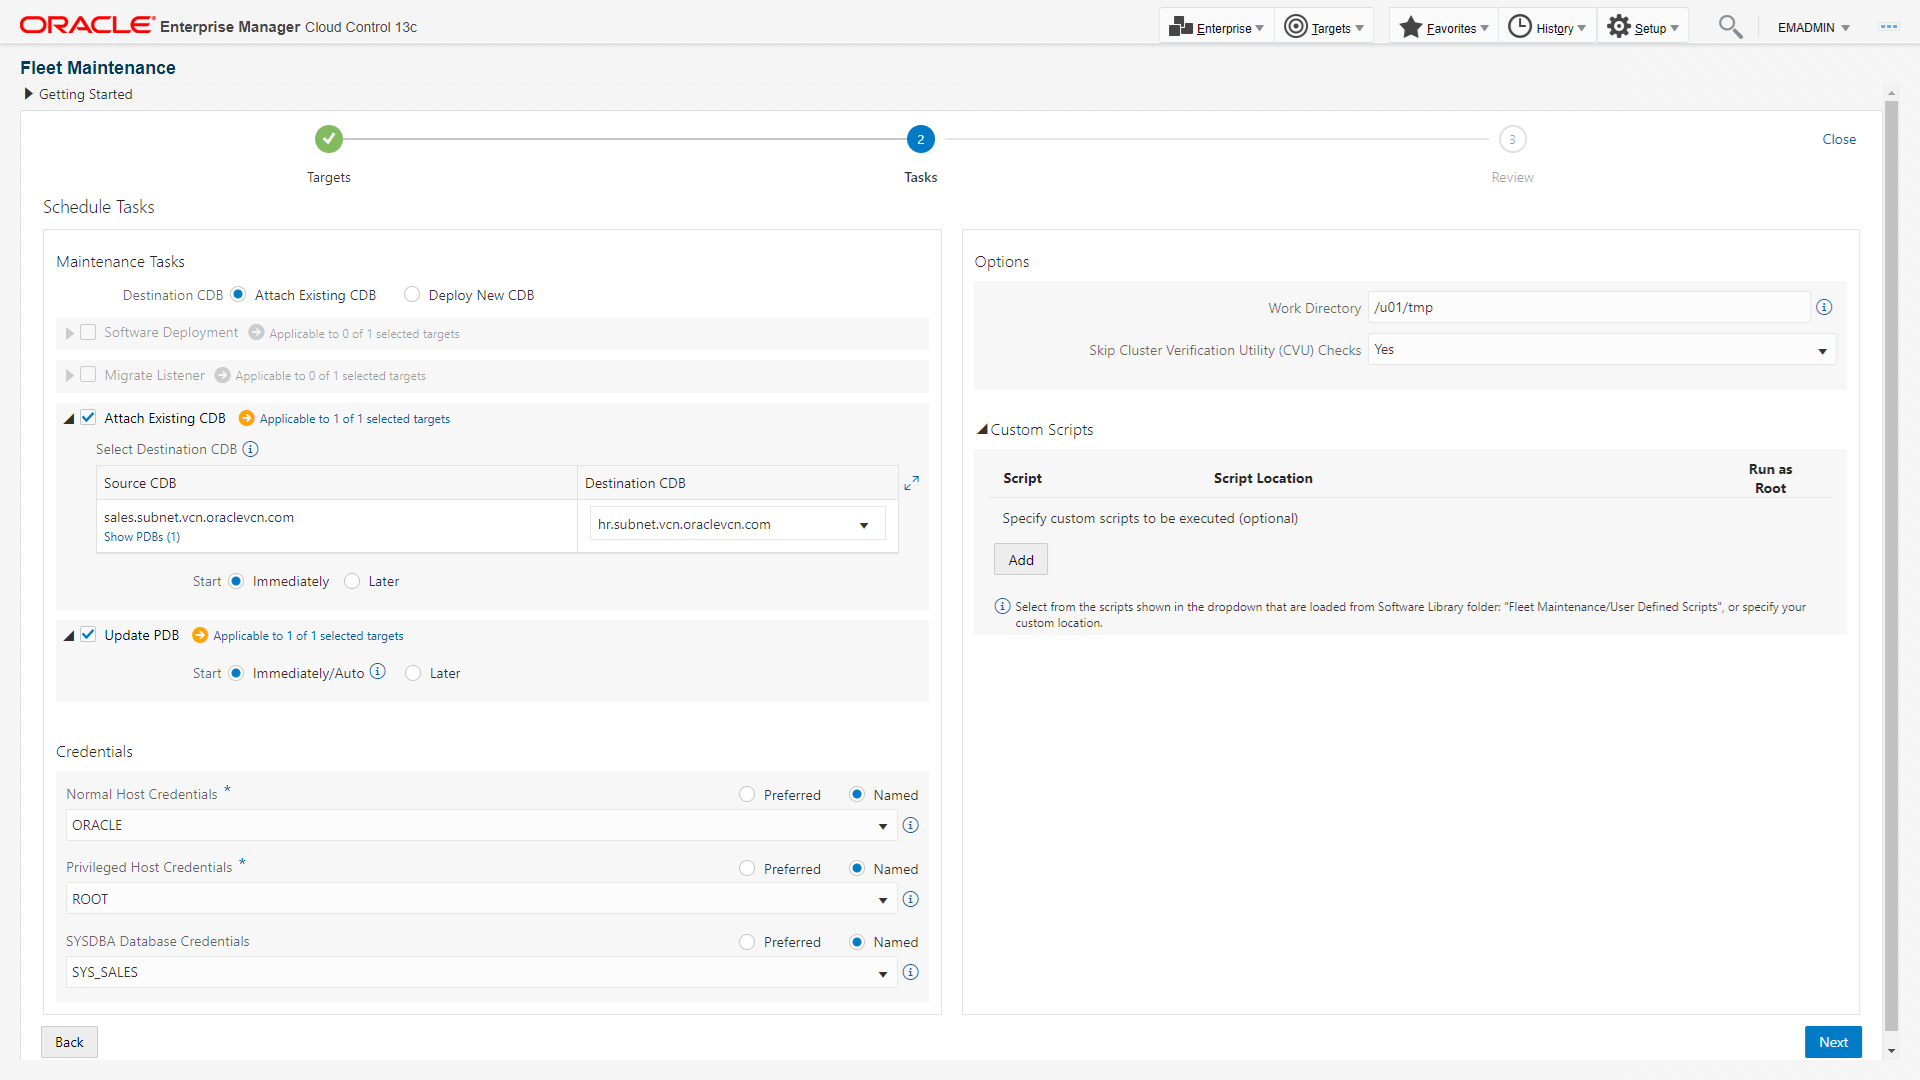 ORACLE Enterprise Manager Cloud Control 13c
Enterprise Targets Favorites History Setup EMADMIN
Fleet Maintenance
Getting Started
2 3 Close
Targets Tasks Review
Schedule Tasks
Maintenance Tasks
Destination CDB Attach Existing CDB Deploy New CDB
Software Deployment Applicable to 0 of 1 selected targets
Migrate Listener Applicable to 0 of 1 selected targets
Attach Existing CDB Applicable to 1 of 1 selected targets
Select Destination CDB
Source CDB Destination CDB
sales.subnet.vcn.oraclevcn.com hr.subnet.vcn.oraclevcn.com
Show PDBs (1)
Start Immediately Later
Update PDB Applicable to 1 of 1 selected targets
Start Immediately/Auto Later
Credentials
Normal Host Credentials * Preferred Named
ORACLE
Privileged Host Credentials * Preferred Named
ROOT
SYSDBA Database Credentials Preferred Named
SYS_SALES
Options
Work Directory /u01/tmp
Skip Cluster Verification Utility (CVU) Checks Yes
Custom Scripts
Script Script Location Run as
Root
Specify custom scripts to be executed (optional)
Add
Select from the scripts shown in the dropdown that are loaded from Software Library folder: "Fleet Maintenance/User Defined Scripts", or specify your
custom location.
Back Next